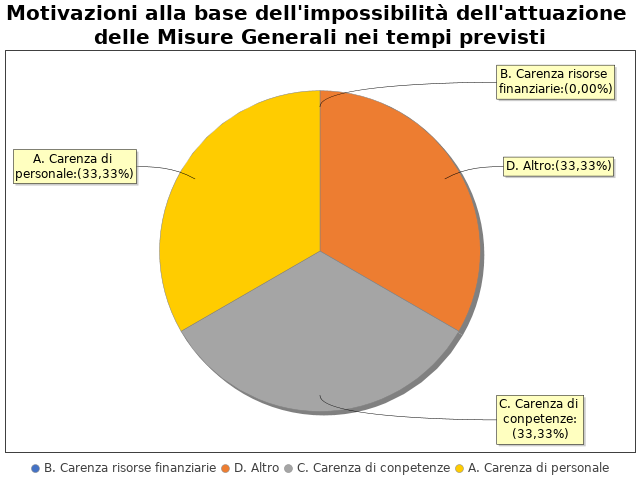 Motivazioni alla base dell'impossibilità dell'attuazione
delle Misure Generali nei tempi previsti
B. Carenza risorse
finanziarie:(0,00%)
A. Carenza di
personale:(33,33%)
D. Altro:(33,33%)
C. Carenza di
conpetenze:
(33,33%)
B. Carenza risorse finanziarie D. Altro C. Carenza di conpetenze A. Carenza di personale